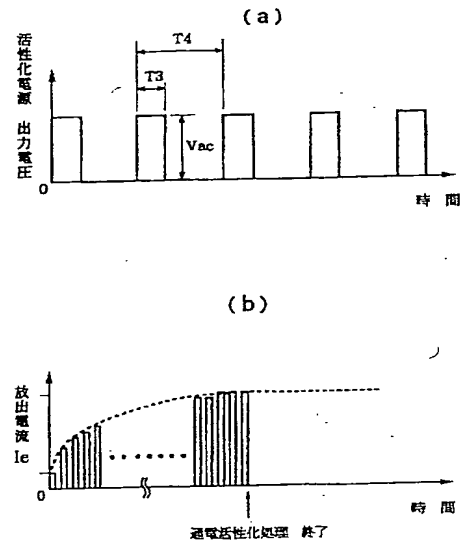 (a)
活性化電源 出力電圧
T4
T3
Vac
0
時 間
(b)
放出電流 Ie
0
時 間
通電活性化処理 終了